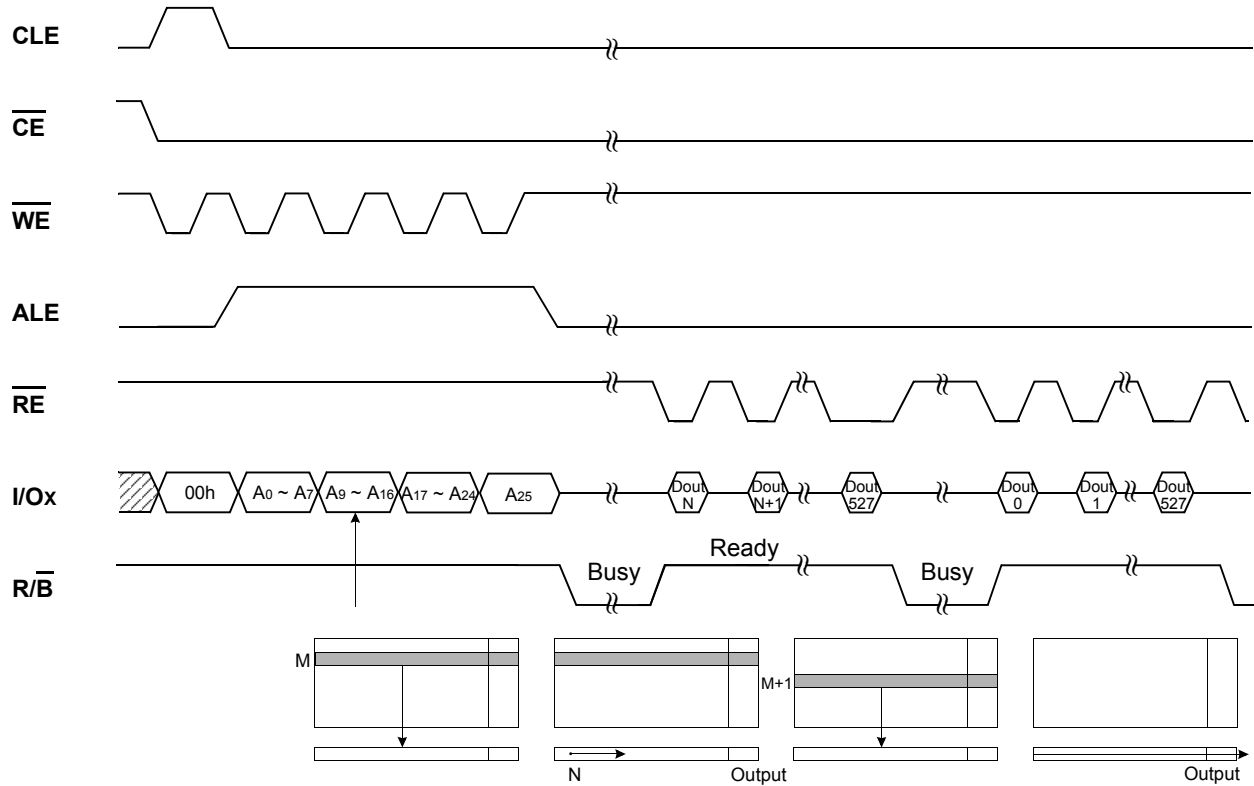 CLE
CE
WE
ALE
RE
I/Ox
00h
A0 ~ A7
A9 ~ A16
A17 ~ A24
A25
Dout
N
Dout
N+1
Dout
527
Dout
0
Dout
1
Dout
527
R/B
Busy
Ready
Busy
M
M+1
N
Output
Output